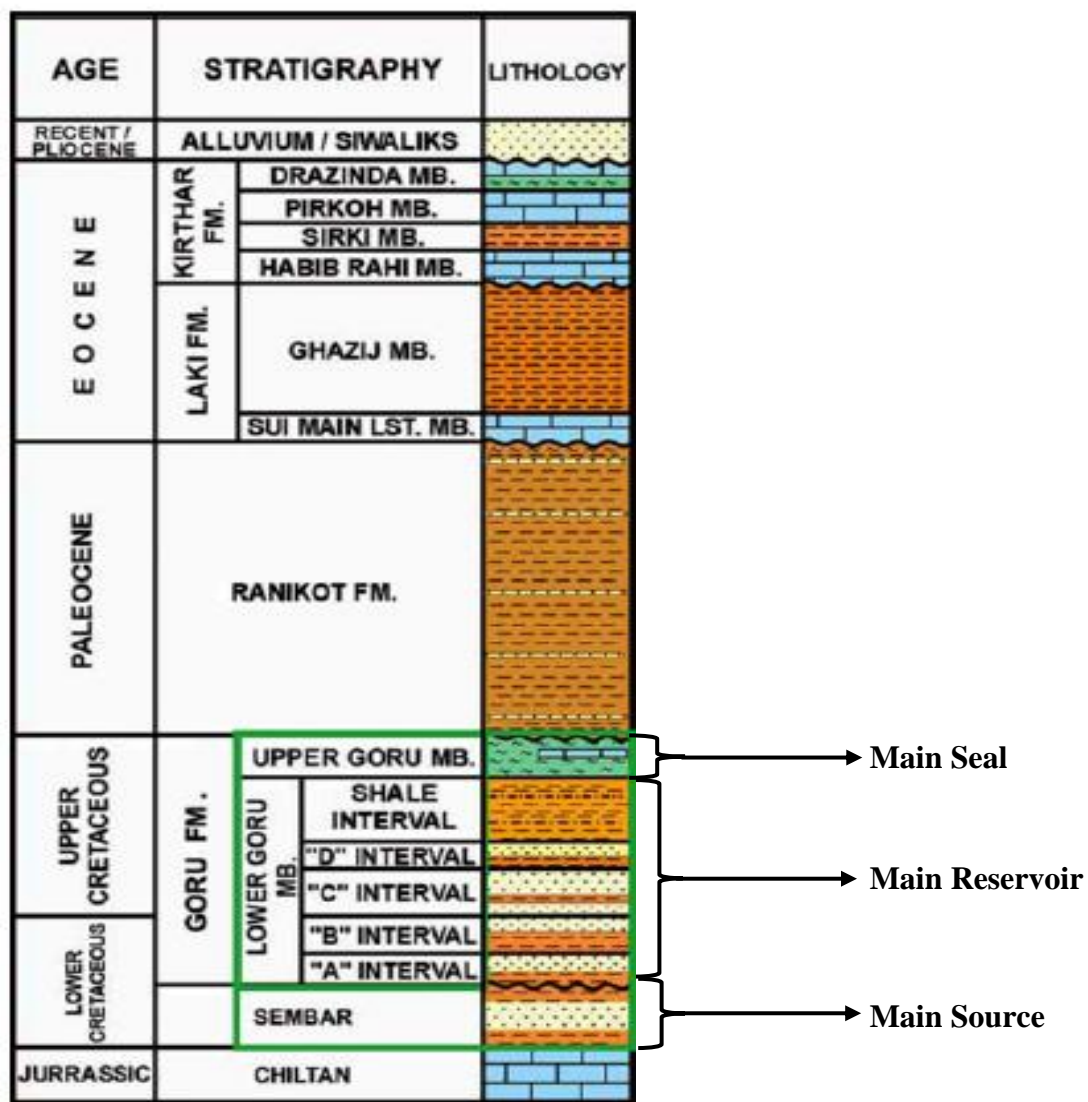 AGE
STRATIGRAPHY
LITHOLOGY
RECENT /
PLIOCENE
ALLUVIUM / SIWALIKS
EOCENE
KIRTHAR
FM.
DRAZINDA MB.
PIRKOH MB.
SIRKI MB.
HABIB RAHI MB.
LAKI FM.
GHAZIJ MB.
SUI MAIN LST. MB.
PALEOCENE
RANIKOT FM.
UPPER
CRETACEOUS
GORU FM.
UPPER GORU MB.
Main Seal
LOWER GORU
MB.
SHALE
INTERVAL
"D" INTERVAL
"C" INTERVAL
Main Reservoir
LOWER
CRETACEOUS
"B" INTERVAL
"A" INTERVAL
SEMBAR
Main Source
JURRASSIC
CHILTAN